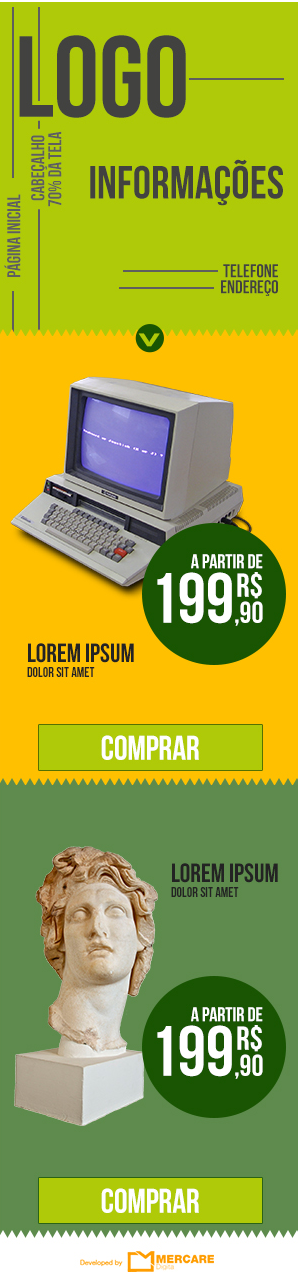 LOGO
PÁGINA INICIAL
CABEÇALHO
70% DA TELA
INFORMAÇÕES
TELEFONE
ENDEREÇO
V
A PARTIR DE
199 R$ ,90
LOREM IPSUM
DOLOR SIT AMET
COMPRAR
LOREM IPSUM
DOLOR SIT AMET
A PARTIR DE
199 R$ ,90
COMPRAR
Developed by MERCARE
Digital